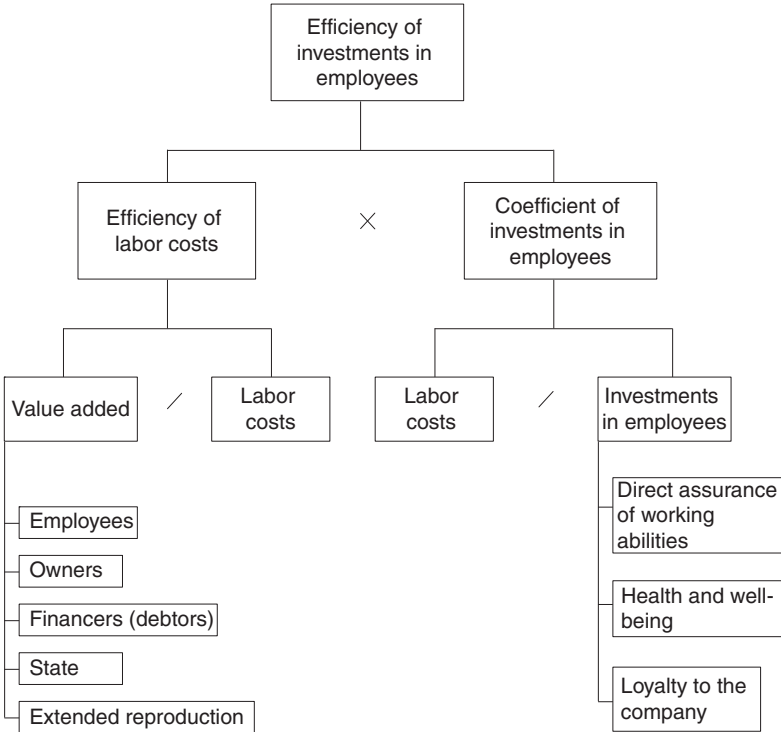 Efficiency of
investments in
employees
Efficiency of
labor costs
×
Coefficient of
investments in
employees
Value added
/
Labor
costs
Labor
costs
/
Investments
in employees
Employees
Owners
Financers (debtors)
State
Extended reproduction
Direct assurance
of working
abilities
Health and well-
being
Loyalty to the
company